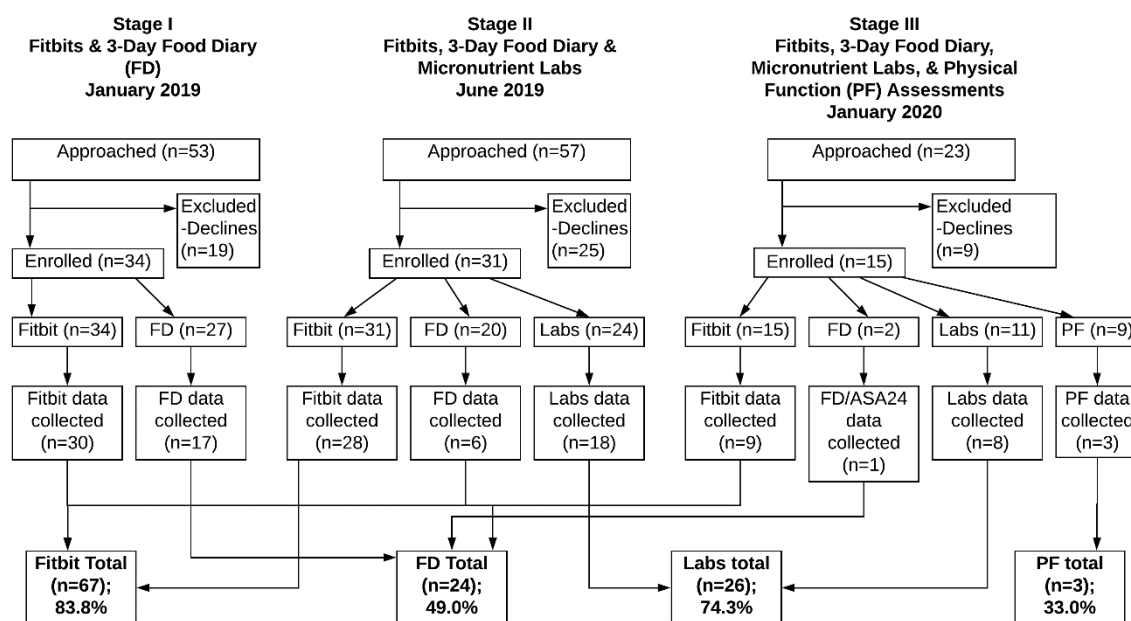 Stage I
Fitbits & 3-Day Food Diary
(FD)
January 2019
Stage II
Fitbits, 3-Day Food Diary &
Micronutrient Labs
June 2019
Stage III
Fitbits, 3-Day Food Diary,
Micronutrient Labs, & Physical
Function (PF) Assessments
January 2020
Approached (n=53)
Approached (n=57)
Approached (n=23)
Excluded
-Declines
(n=19)
Excluded
-Declines
(n=25)
Excluded
-Declines
(n=9)
Enrolled (n=34)
Enrolled (n=31)
Enrolled (n=15)
Fitbit (n=34)
FD (n=27)
Fitbit (n=31)
FD (n=20)
Labs (n=24)
Fitbit (n=15)
FD (n=2)
Labs (n=11)
PF (n=9)
Fitbit data
collected
(n=30)
FD data
collected
(n=17)
Fitbit data
collected
(n=28)
FD data
collected
(n=6)
Labs data
collected
(n=18)
Fitbit data
collected
(n=9)
FD/ASA24
data
collected
(n=1)
Labs data
collected
(n=8)
PF data
collected
(n=3)
Fitbit Total
(n=67);
83.8%
FD Total
(n=24);
49.0%
Labs total
(n=26);
74.3%
PF total
(n=3);
33.0%